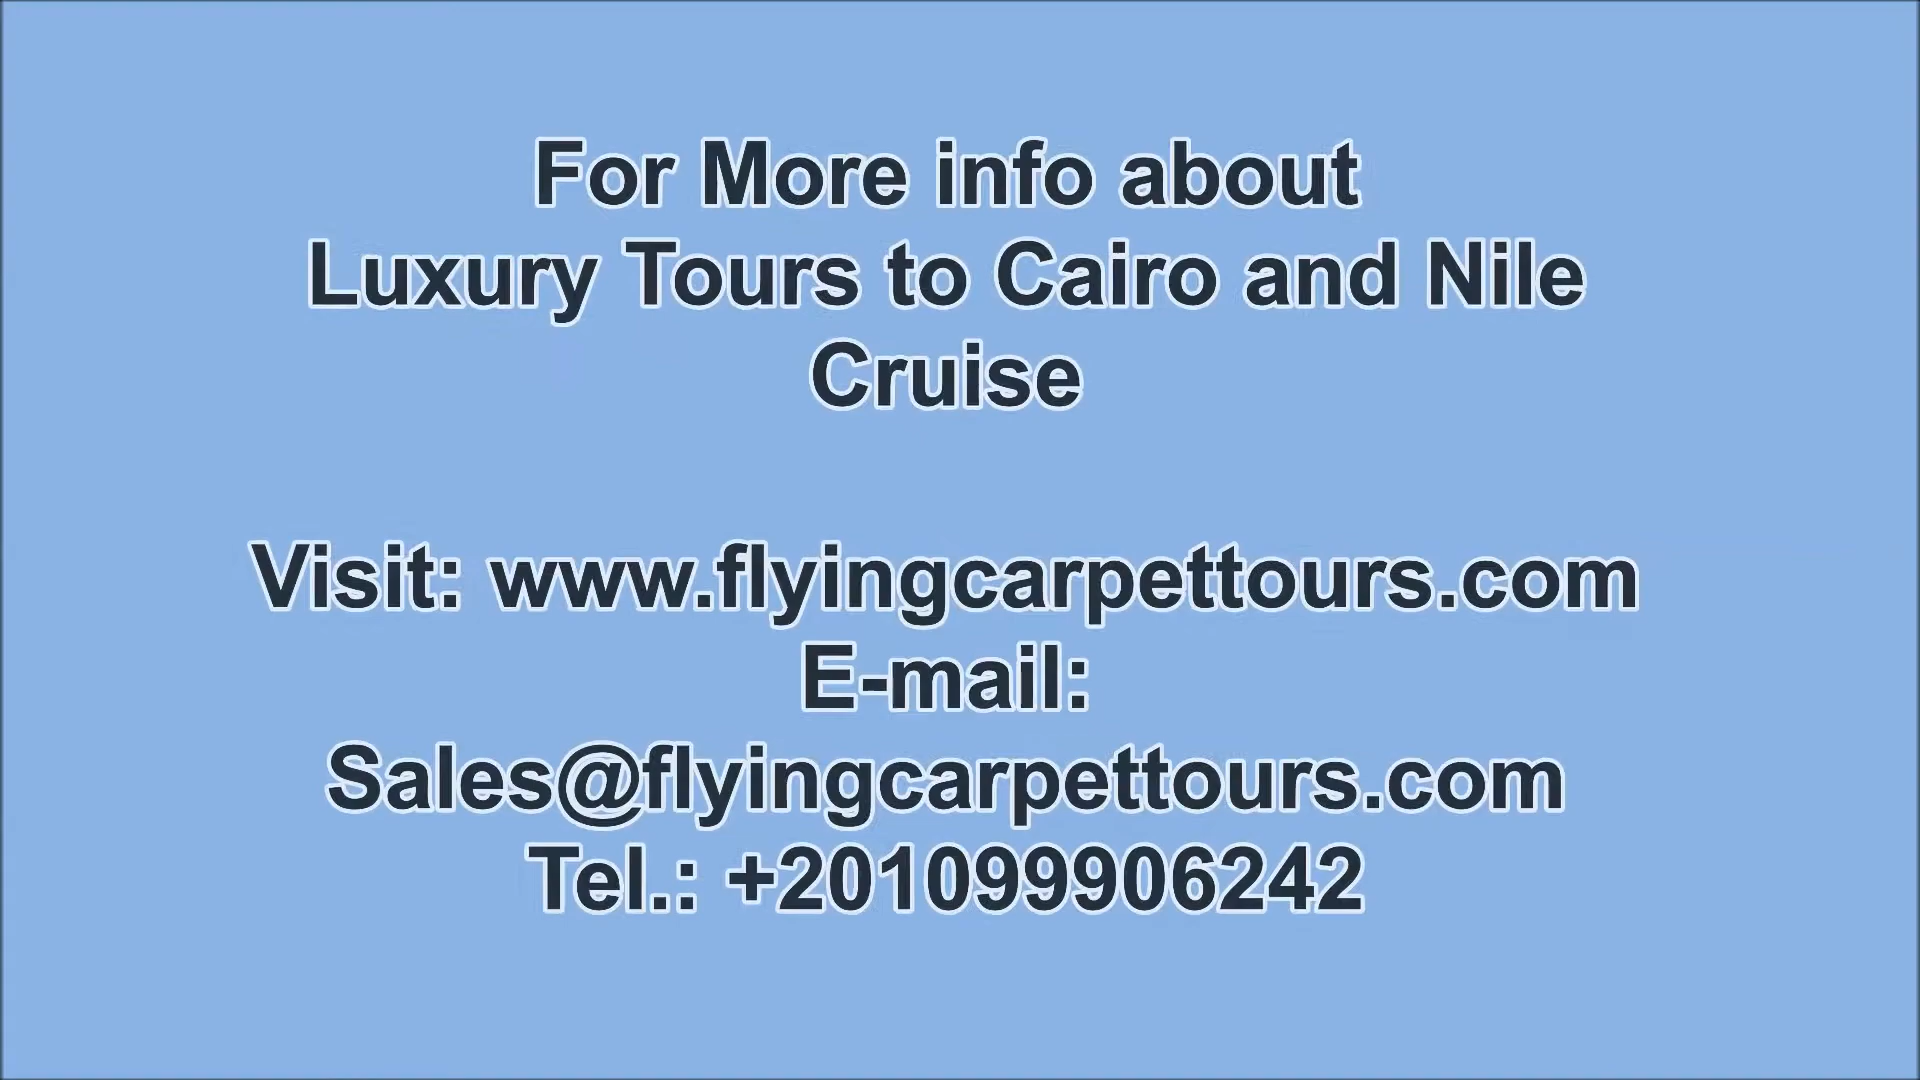 For More info about
Luxury Tours to Cairo and Nile
Cruise
Visit: www.flyingcarpettours.com
E-mail:
Sales@flyingcarpettours.com
Tel.: +201099906242